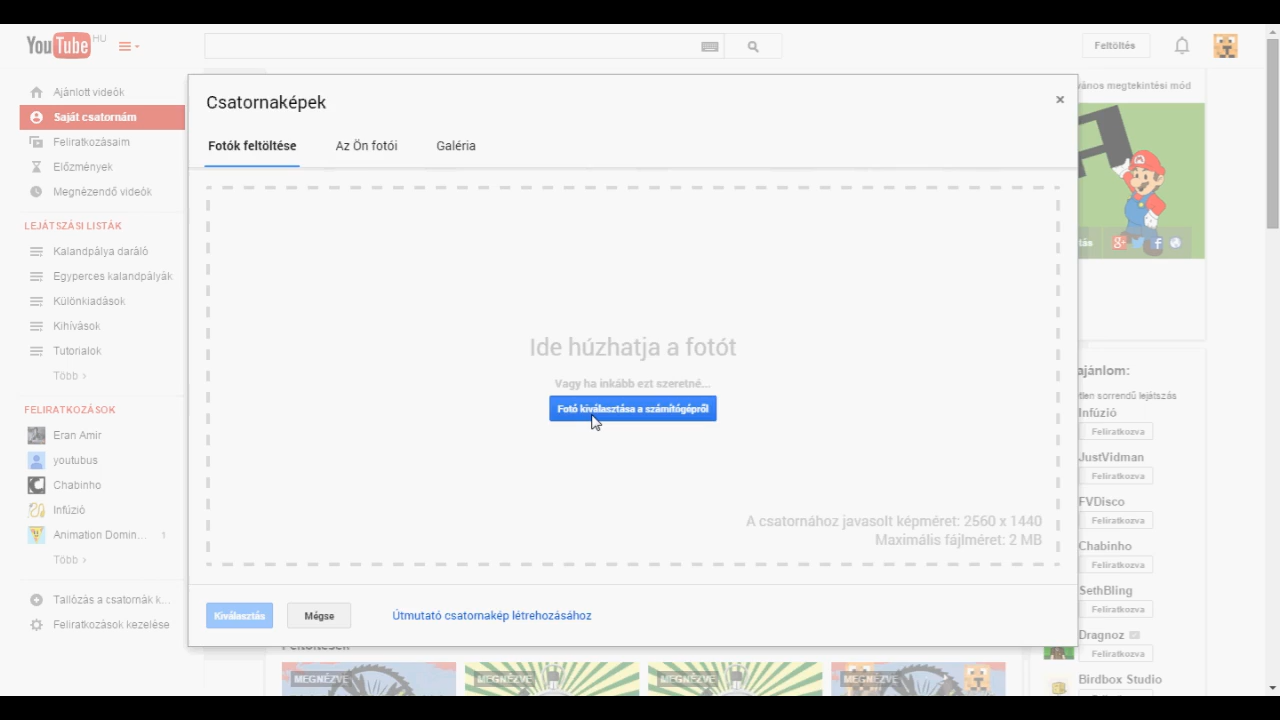 YouTube HU
Feltöltés
Ajánlott videók
Saját csatornám
Feliratkozásaim
Előzmények
Megnézendő videók
LEJÁTSZÁSI LISTÁK
Kalandpálya daráló
Egyperces kalandpályák
Különkiadások
Kihívások
Tutorialok
Több >
FELIRATKOZÁSOK
Eran Amir
youtubus
Chabinho
Infúzió
Animation Domin... 1
Több >
Tallózás a csatornák k...
Feliratkozások kezelése
Csatornaképek
×
Fotók feltöltése
Az Ön fotói
Galéria
Ide húzhatja a fotót
Vagy ha inkább ezt szeretné...
Fotó kiválasztása a számítógépről
A csatornához javasolt képméret: 2560 x 1440
Maximális fájlméret: 2 MB
Kiválasztás
Mégse
Útmutató csatornakép létrehozásához
Feltöltések
MEGNÉZVE
MEGNÉZVE
MEGNÉZVE
MEGNÉZVE
megtekintési mód
A
g+
f
ajánlom:
sorrendű lejátszás
Infúzió
Feliratkozva
JustVidman
Feliratkozva
FVDisco
Feliratkozva
Chabinho
Feliratkozva
SethBling
Feliratkozva
Dragnoz
Feliratkozva
Birdbox Studio